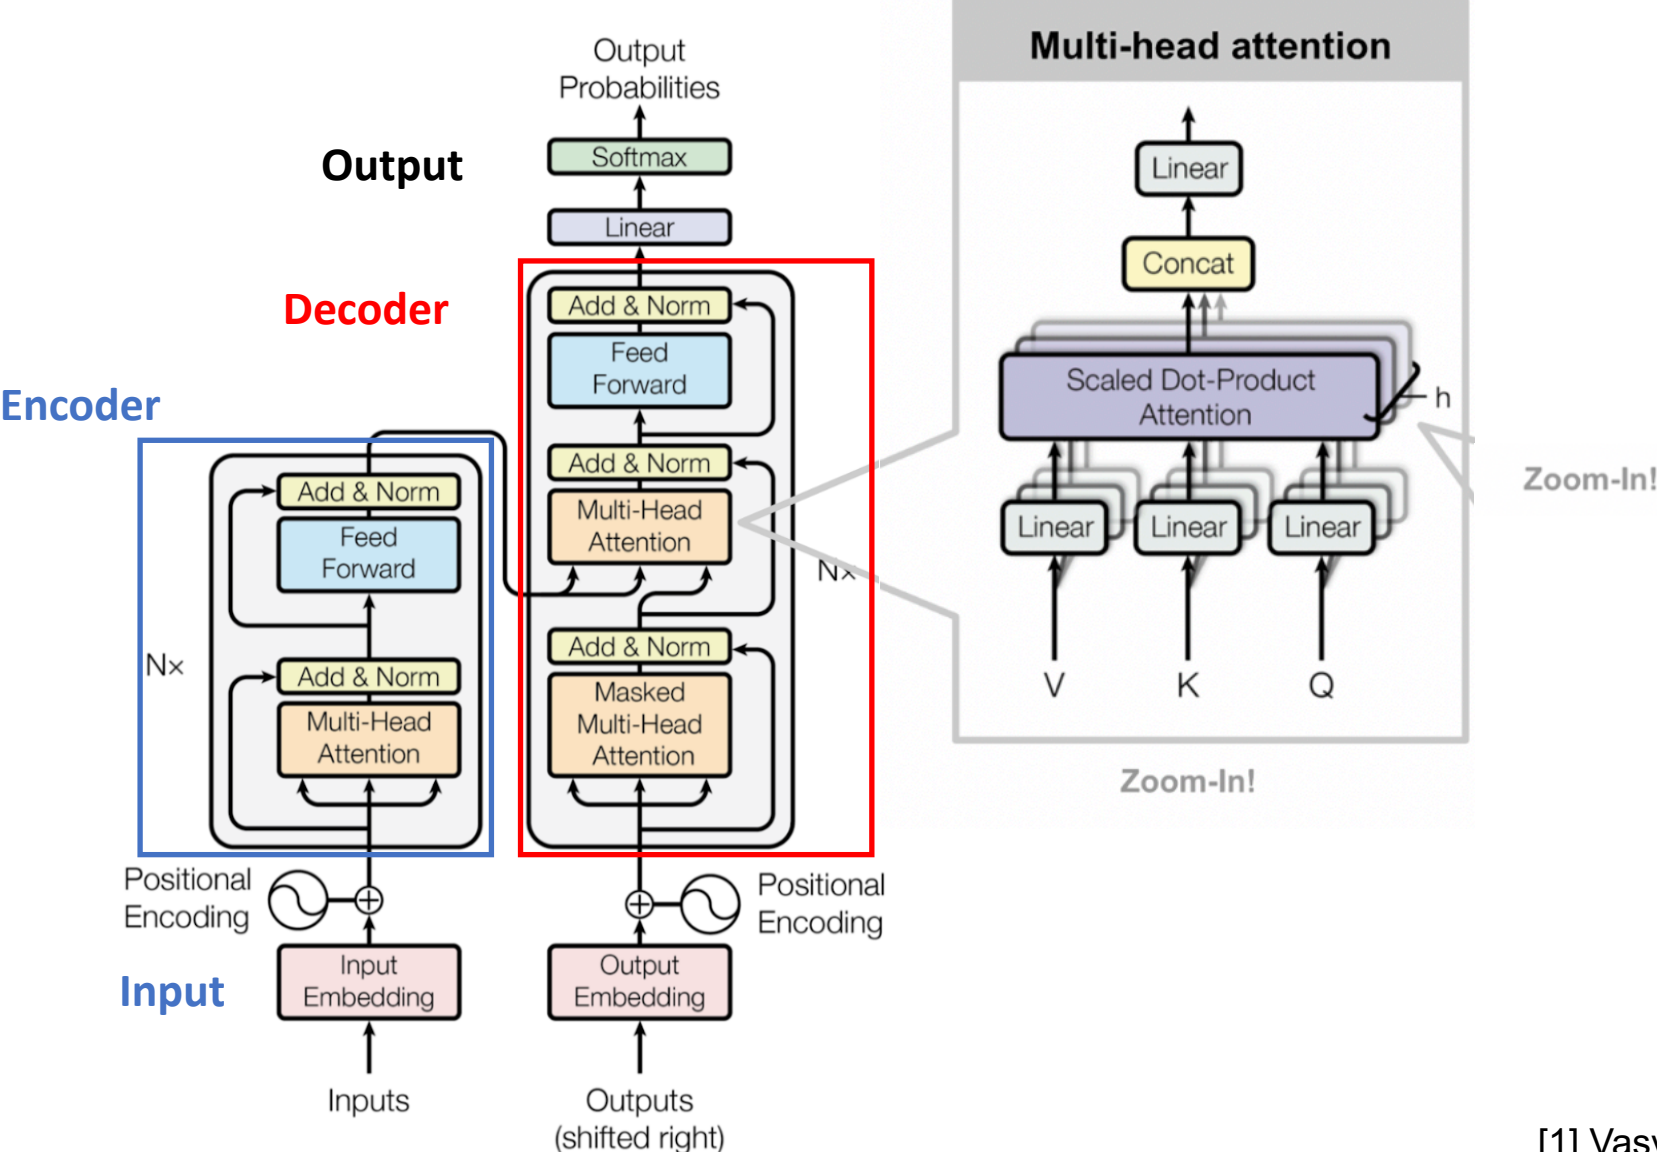 Output
Probabilities
Softmax
Output
Linear
Decoder
Add & Norm
Feed
Forward
Add & Norm
Multi-Head
Attention
Nx
Add & Norm
Masked
Multi-Head
Attention
Encoder
Add & Norm
Feed
Forward
Nx
Add & Norm
Multi-Head
Attention
Positional
Encoding
Positional
Encoding
Input
Input
Embedding
Output
Embedding
Inputs
Outputs
(shifted right)
Multi-head attention
Linear
Concat
Scaled Dot-Product
Attention
h
Linear
Linear
Linear
V
K
Q
Zoom-In!
Zoom-In!
[1]